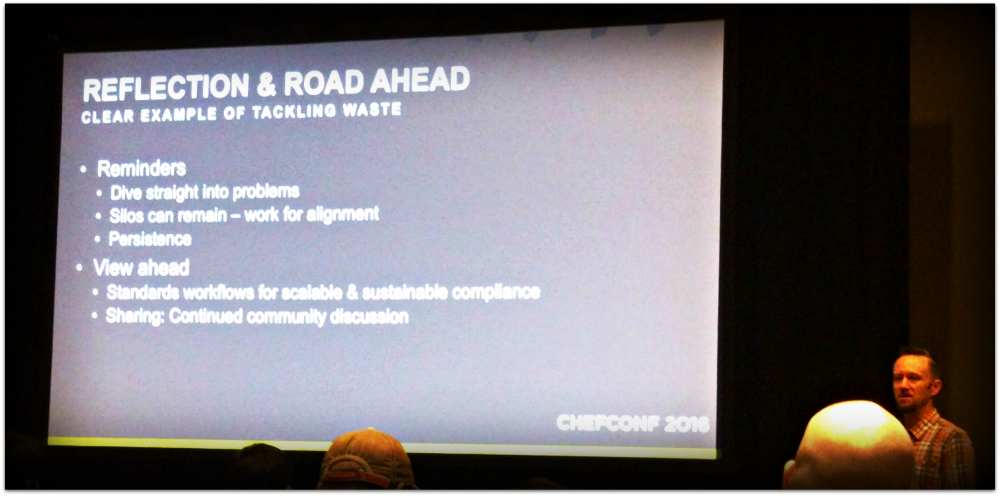 REFLECTION & ROAD AHEAD
CLEAR EXAMPLE OF TACKLING WASTE
• Reminders
• Dive straight into problems
• Silos can remain – work for alignment
• Persistence
• View ahead
• Standards workflows for scalable & sustainable compliance
• Sharing: Continued community discussion
CHEFCONF 2016